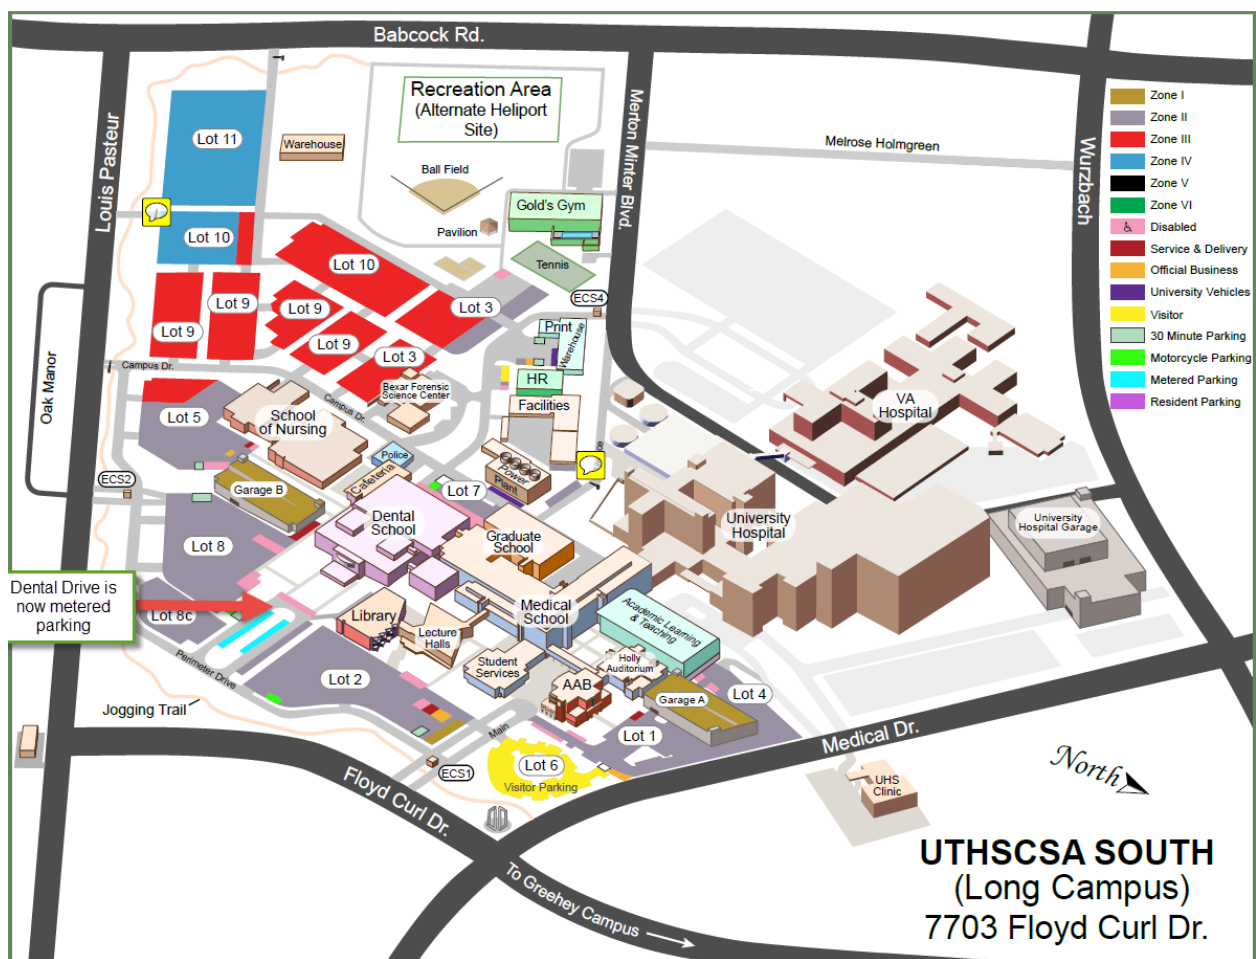 Babcock Rd.
Recreation Area
(Alternate Heliport
Site)
Louis Pasteur
Lot 11
Warehouse
Merton Minter Blvd.
Melrose Holmgreen
Wurzbach
Zone I
Zone II
Zone III
Zone IV
Zone V
Zone VI
Disabled
Service & Delivery
Official Business
University Vehicles
Visitor
30 Minute Parking
Motorcycle Parking
Metered Parking
Resident Parking
Ball Field
Gold's Gym
Pavilion
Lot 10
Lot 10
Tennis
Lot 9
Lot 9
Lot 9
Lot 9
Lot 3
ECS4
Print
Warehouse
Lot 3
Campus Dr.
Oak Manor
Bexar Forensic
Science Center
HR
Facilities
Campus Dr.
Lot 5
School
of Nursing
VA
Hospital
Police
Cafeteria
Power
Plant
ECS2
Garage B
Lot 7
Dental
School
Graduate
School
University
Hospital
University
Hospital Garage
Lot 8
Dental Drive is
now metered
parking
Lot 8c
Library
Lecture
Halls
Medical
School
Academic Learning
& Teaching
Perimeter Drive
Student
Services
Holly
Auditorium
Lot 2
AAB
Garage A
Lot 4
Jogging Trail
Main
Lot 1
Medical Dr.
Lot 6
Visitor Parking
ECS1
Floyd Curl Dr.
UHS
Clinic
North
To Greehey Campus
UTHSCSA SOUTH
(Long Campus)
7703 Floyd Curl Dr.